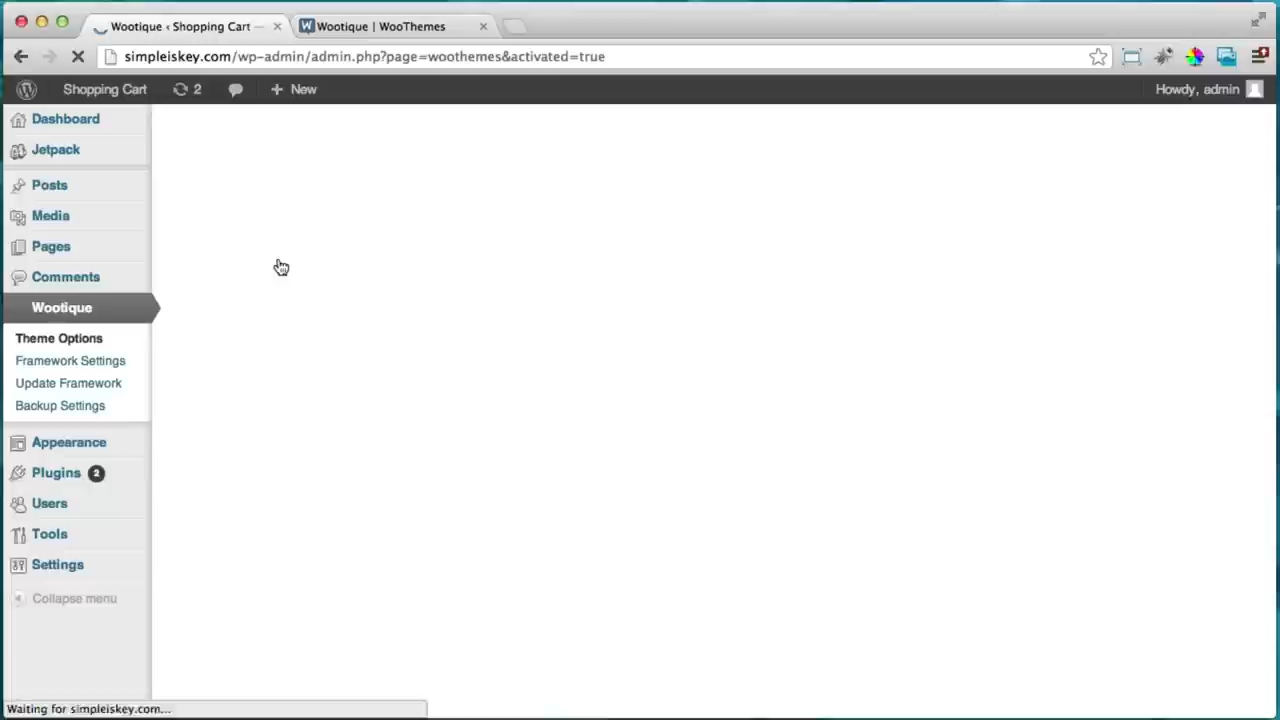 Wootique ‹ Shopping Cart —
Wootique | WooThemes
simpleiskey.com/wp-admin/admin.php?page=woothemes&activated=true
Shopping Cart
2
New
Howdy, admin
Dashboard
Jetpack
Posts
Media
Pages
Comments
Wootique
Theme Options
Framework Settings
Update Framework
Backup Settings
Appearance
Plugins 2
Users
Tools
Settings
Collapse menu
Waiting for simpleiskey.com...